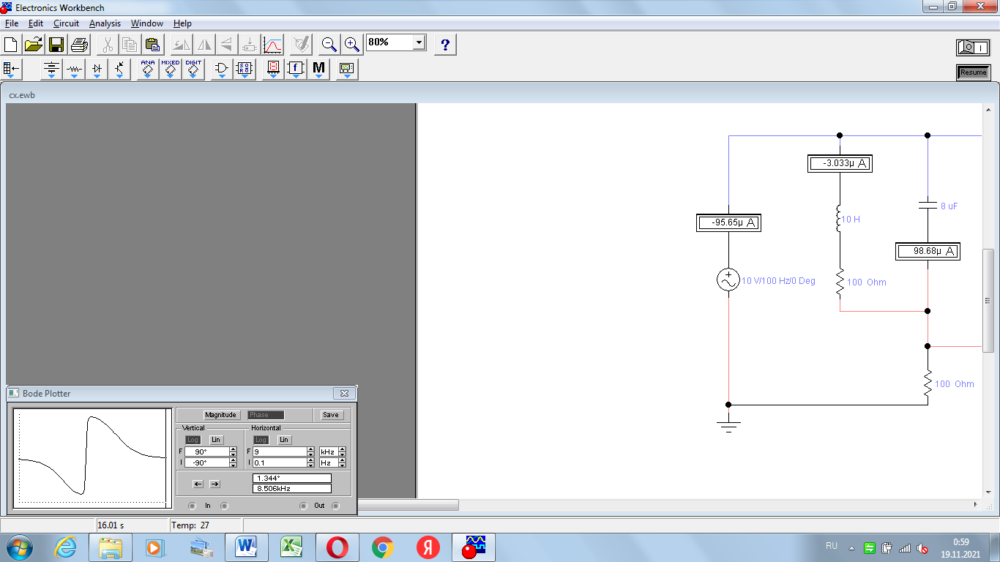 Electronics Workbench
File Edit Circuit Analysis Window Help
80%
?
ANA MIXED DIGIT
f M
Resume
cx.ewb
-3.033µ A
8 uF
10 H
-95.65µ A
98.68µ A
10 V/100 Hz/0 Deg
100 Ohm
100 Ohm
Bode Plotter
Magnitude Phase Save
Vertical Horizontal
Log Lin Log Lin
F 90° F 9 kHz
I -90° I 0.1 Hz
1.344°
8.506kHz
In Out
16.01 s Temp: 27
RU
0:59
19.11.2021